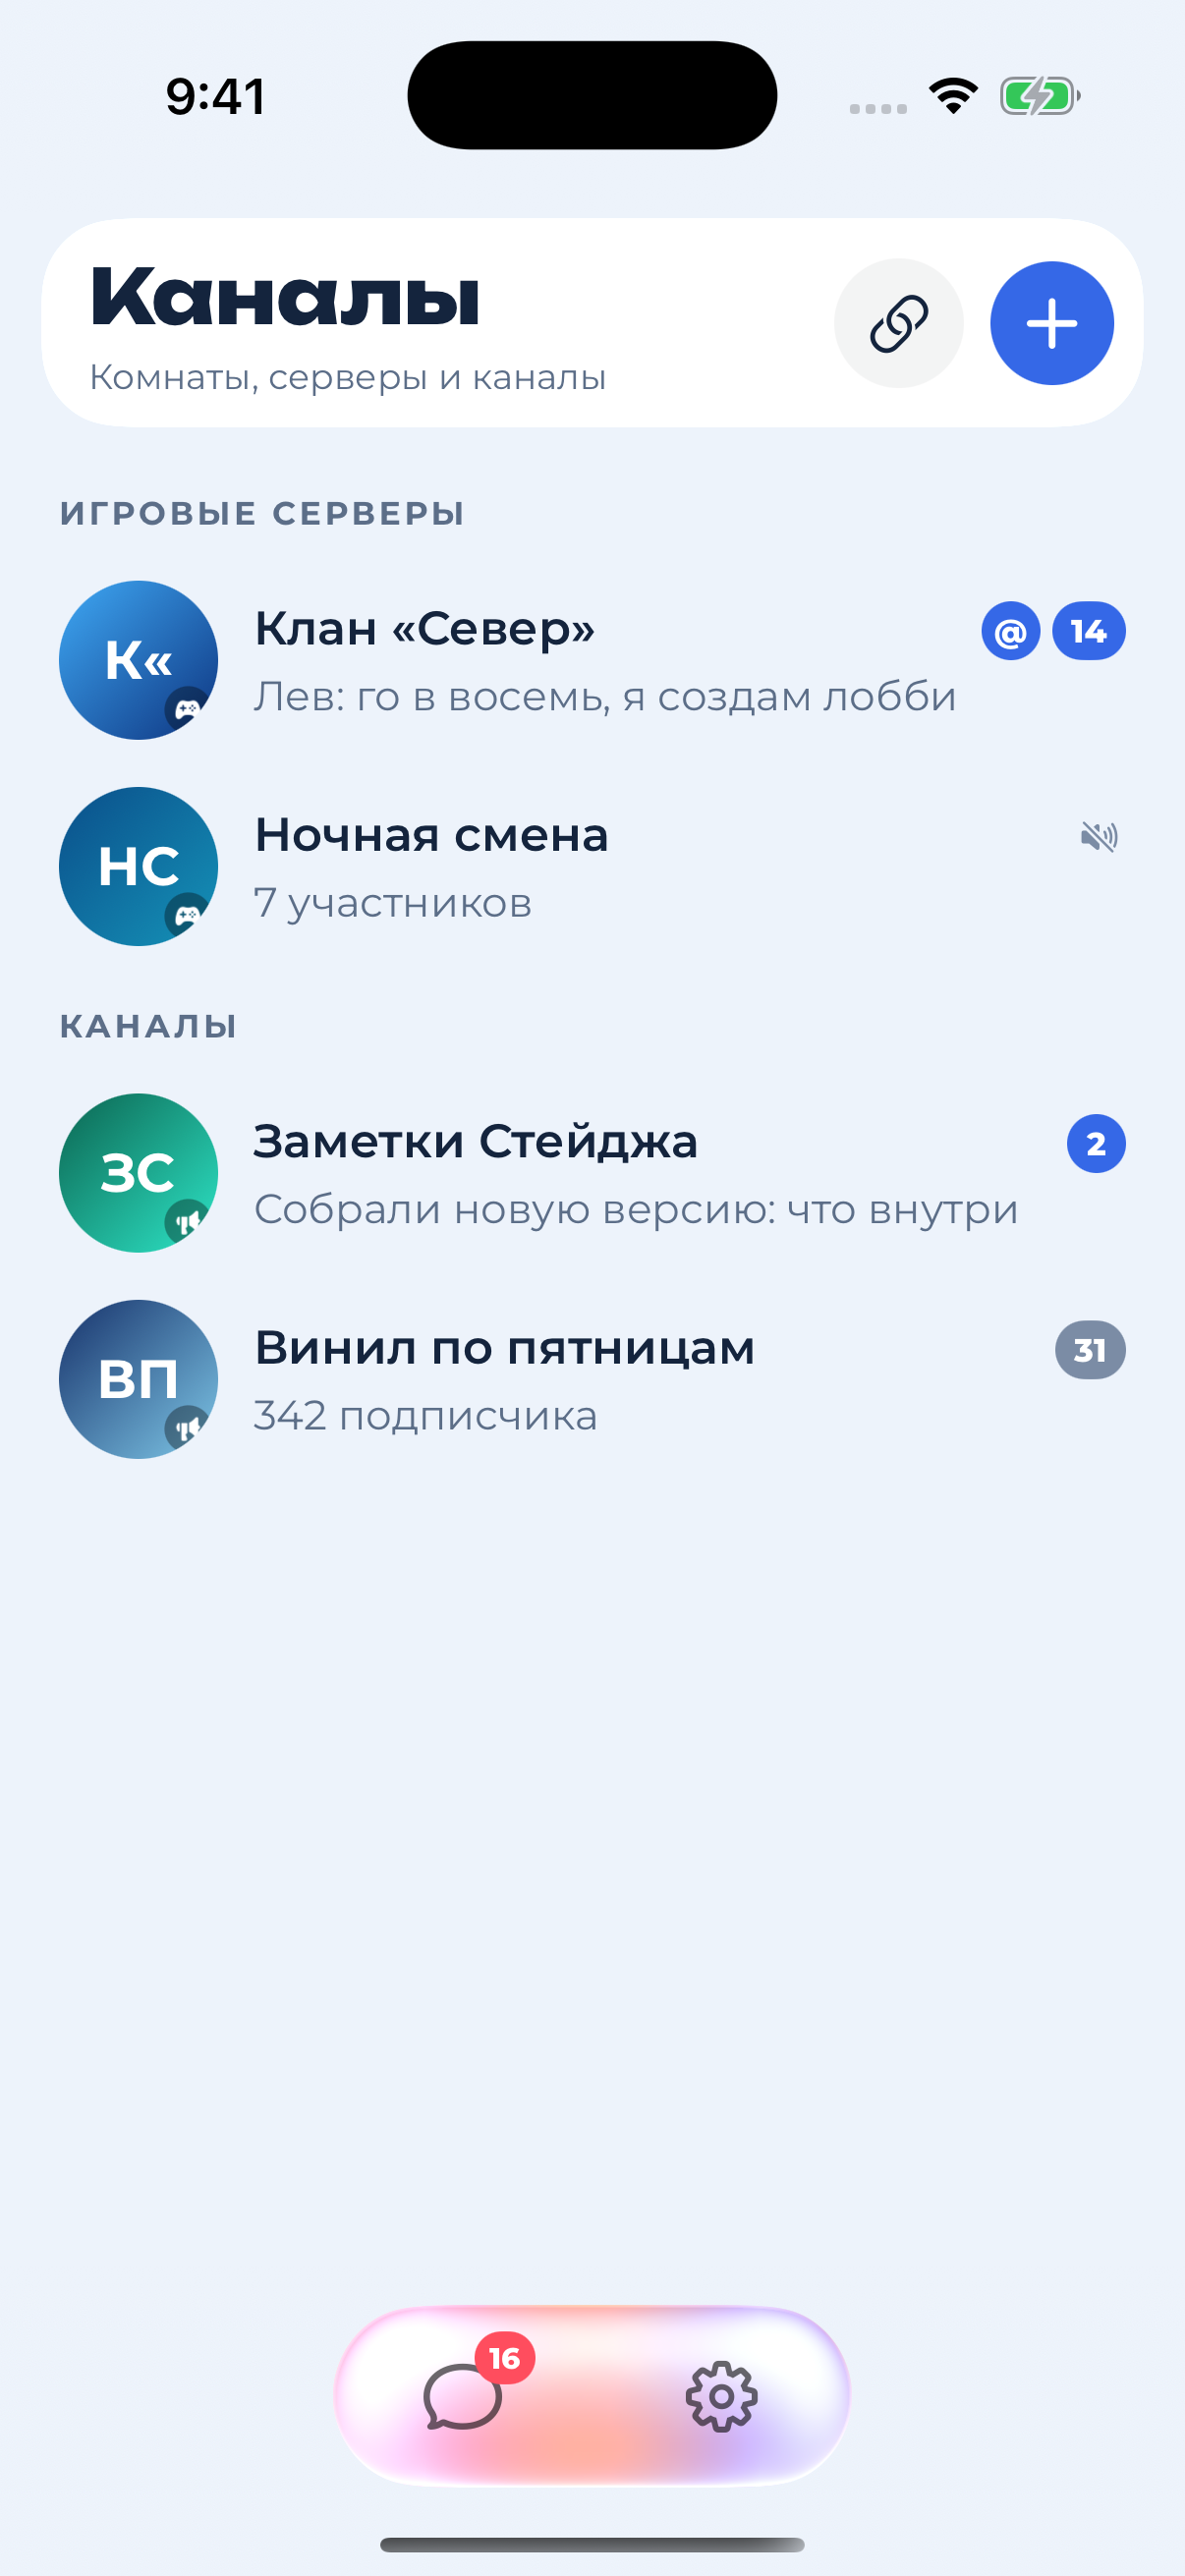 9:41
Каналы
Комнаты, серверы и каналы
ИГРОВЫЕ СЕРВЕРЫ
К«
Клан «Север»
@ 14
Лев: го в восемь, я создам лобби
НС
Ночная смена
7 участников
КАНАЛЫ
ЗС
Заметки Стейджа
2
Собрали новую версию: что внутри
ВП
Винил по пятницам
31
342 подписчика
16